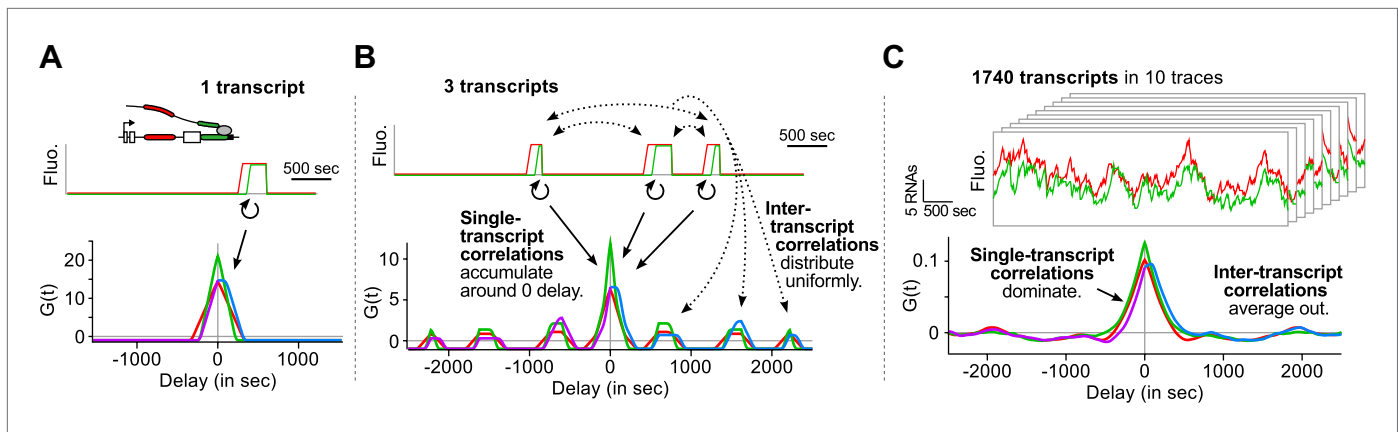 A
1 transcript
Fluo.
500 sec
G(t)
20
10
0
-1000
0
1000
Delay (in sec)
B
3 transcripts
Fluo.
500 sec
Single-
transcript
correlations
accumulate
around 0 delay.
Inter-
transcript
correlations
distribute
uniformly.
G(t)
10
5
0
-2000
-1000
0
1000
2000
Delay (in sec)
C
1740 transcripts in 10 traces
Fluo.
5 RNAs
500 sec
Single-transcript
correlations
dominate.
Inter-transcript
correlations
average out.
G(t)
0.1
0
-2000
-1000
0
1000
2000
Delay (in sec)